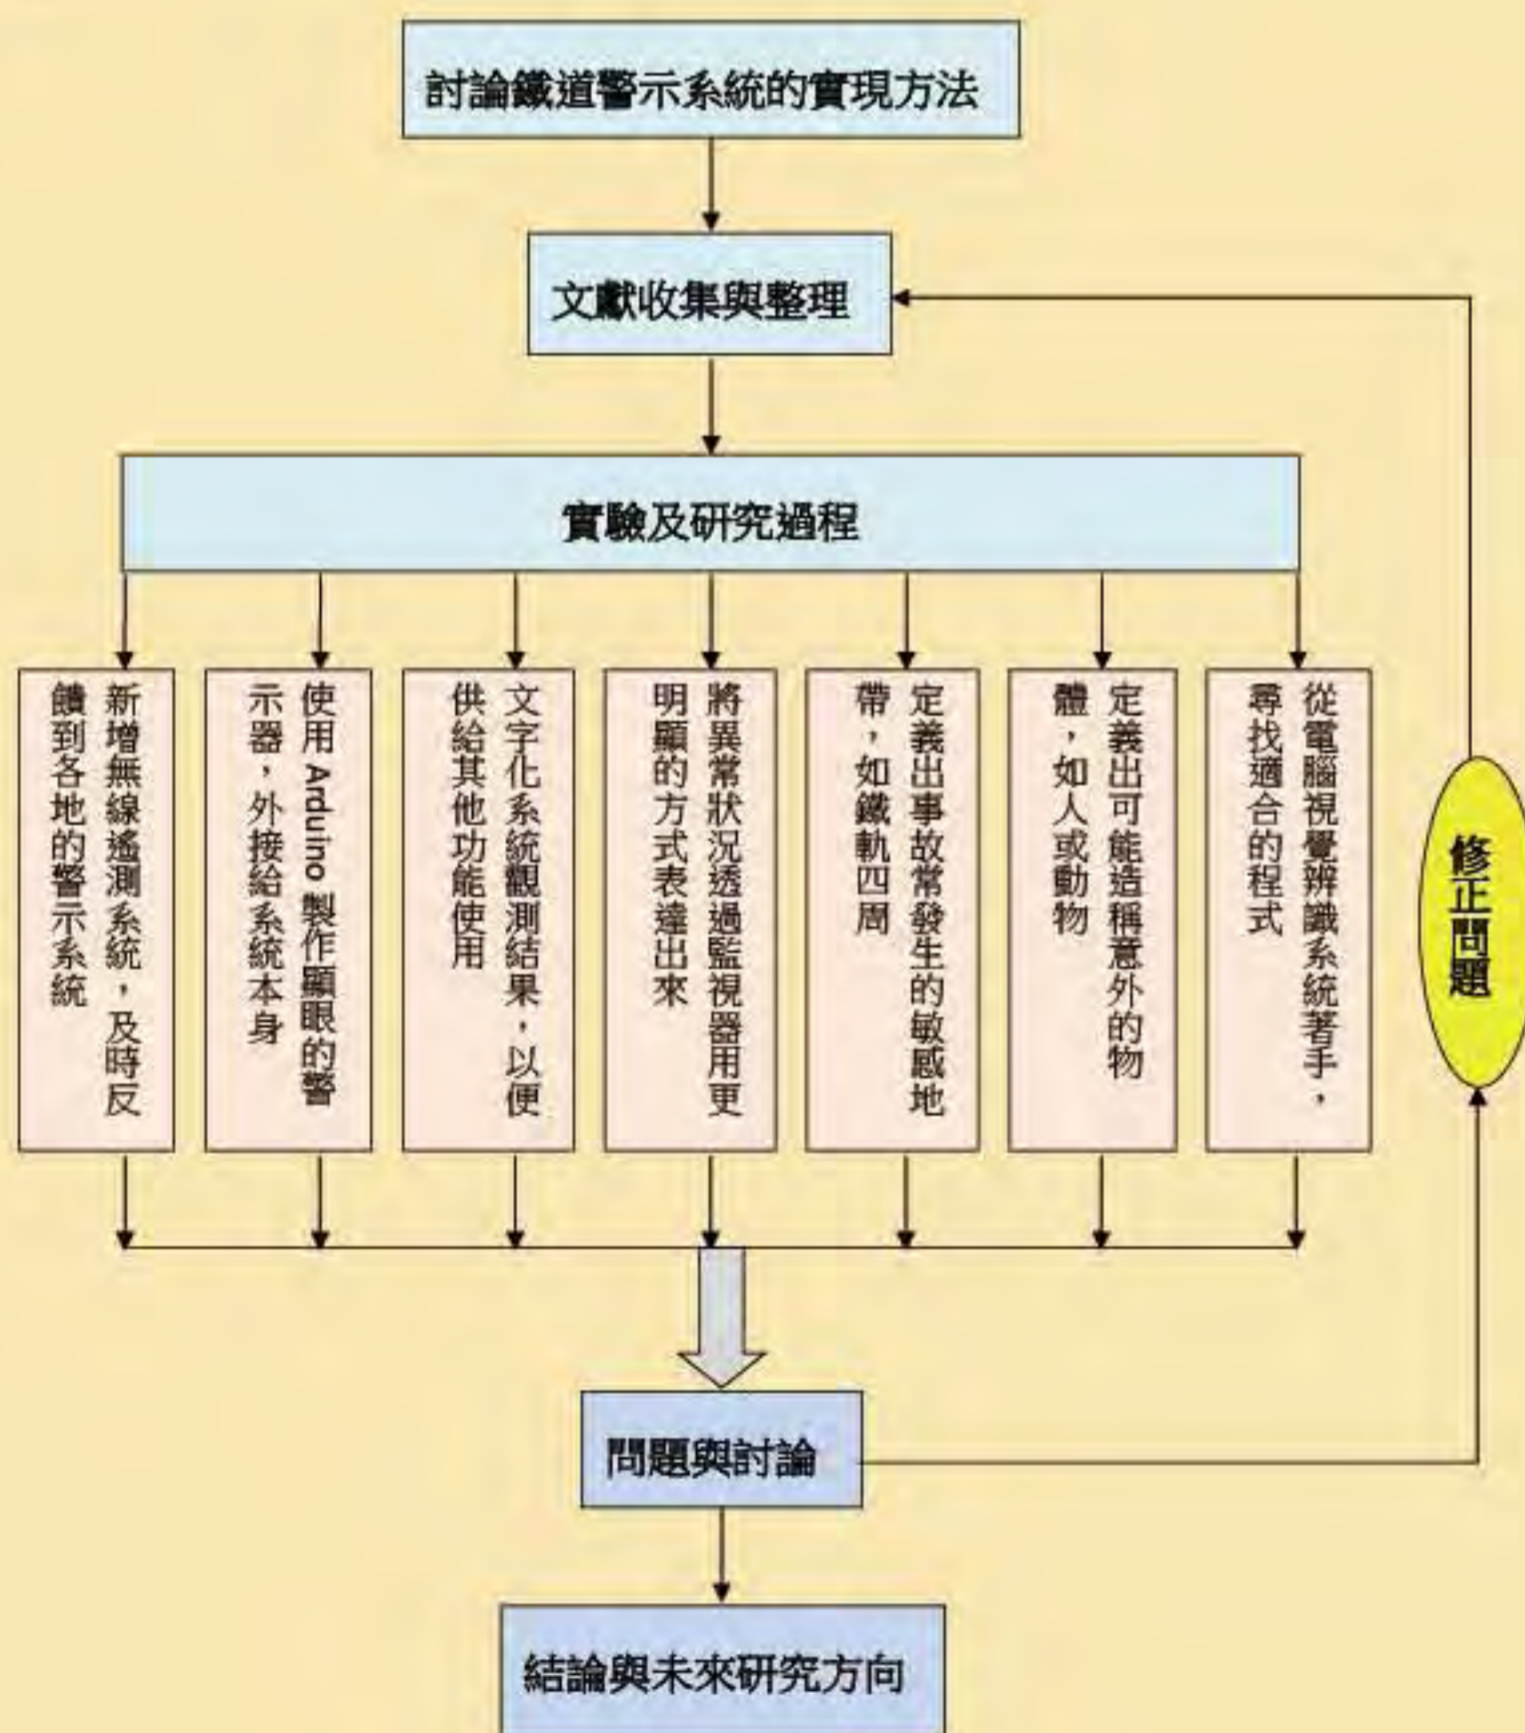 討論鐵道警示系統的實現方法
文獻收集與整理
實驗及研究過程
從電腦視覺辨識系統著手，
尋找適合的程式
定義出可能造稱意外的物
體，如人或動物
定義出事故常發生的敏感地
帶，如鐵軌四周
將異常狀況透過監視器用更
明顯的方式表達出來
文字化系統觀測結果，以便
供給其他功能使用
使用 Arduino 製作顯眼的警
示器，外接給系統本身
新增無線遙測系統，及時反
饋到各地的警示系統
修正問題
問題與討論
結論與未來研究方向